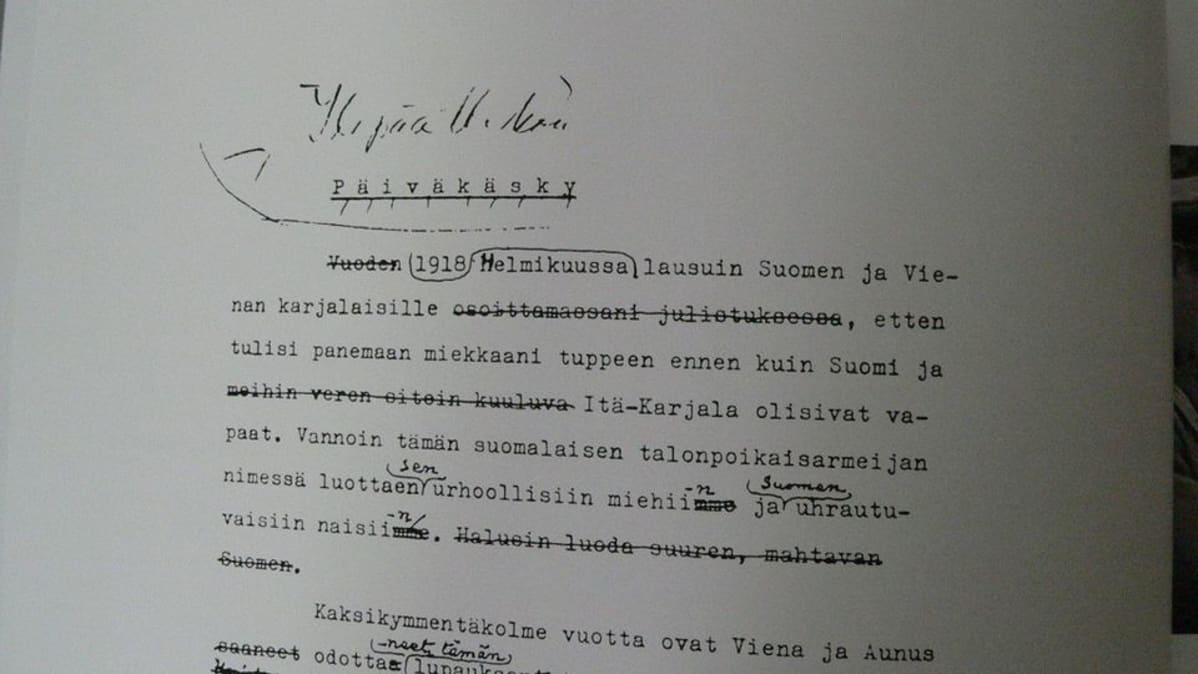 Päiväkäsky
Vuoden 1918 Helmikuussa lausuin Suomen ja Vie-
nan karjalaisille osoittamassani julistuksessa, etten
tulisi panemaan miekkaani tuppeen ennen kuin Suomi ja
meihin veren sitein kuuluva Itä-Karjala olisivat va-
paat. Vannoin tämän suomalaisen talonpoikaisarmeijan
sen -n Suomen
nimessä luottaen urhoollisiin miehiimme ja uhrautu-
-n
vaisiin naisiimme. Halusin luoda suuren, mahtavan
Suomen.
Kaksikymmentäkolme vuotta ovat Viena ja Aunus
-neet tämän
saaneet odottaa lupauksen